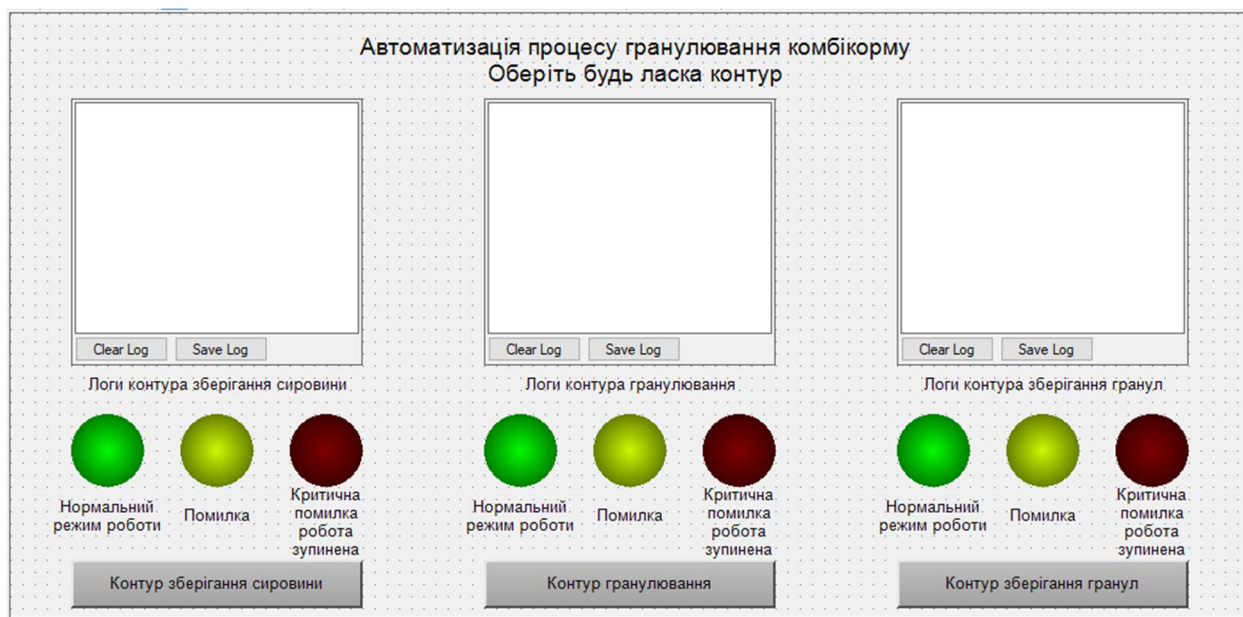 Автоматизація процесу гранулювання комбікорму
Оберіть будь ласка контур
Clear Log Save Log
Логи контура зберігання сировини
Нормальний
режим роботи
Помилка
Критична
помилка
робота
зупинена
Контур зберігання сировини
Clear Log Save Log
Логи контура гранулювання
Нормальний
режим роботи
Помилка
Критична
помилка
робота
зупинена
Контур гранулювання
Clear Log Save Log
Логи контура зберігання гранул
Нормальний
режим роботи
Помилка
Критична
помилка
робота
зупинена
Контур зберігання гранул